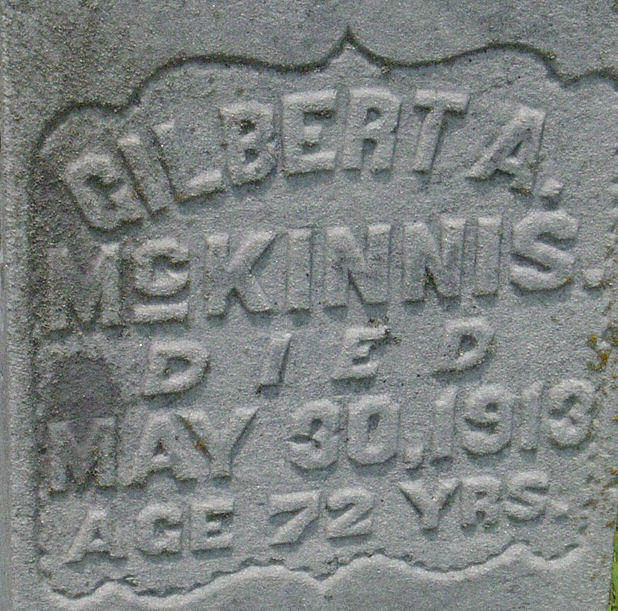 GILBERT A.
McKINNIS.
DIED
MAY 30, 1913
AGE 72 YRS.